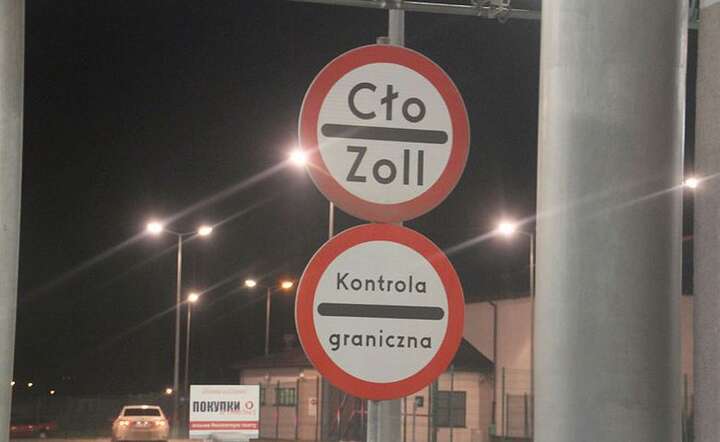 Cło
Zoll
Kontrola
graniczna
ПОКУПКИ